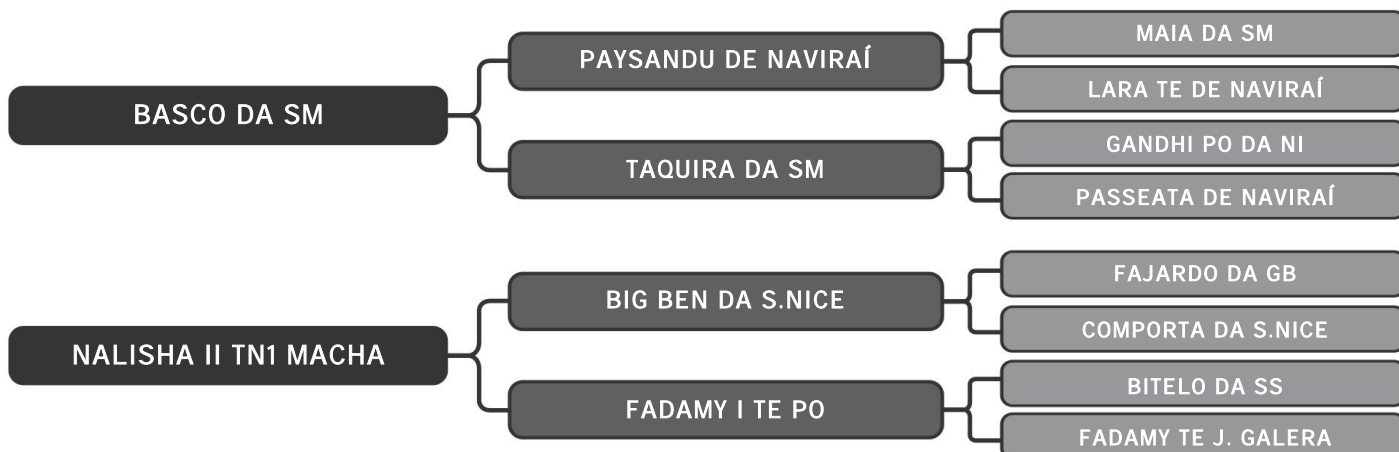 BASCO DA SM
PAYSANDU DE NAVIRAÍ
MAIA DA SM
LARA TE DE NAVIRAÍ
TAQUIRA DA SM
GANDHI PO DA NI
PASSEATA DE NAVIRAÍ
NALISHA II TN1 MACHA
BIG BEN DA S.NICE
FAJARDO DA GB
COMPORTA DA S.NICE
FADAMY I TE PO
BITELO DA SS
FADAMY TE J. GALERA